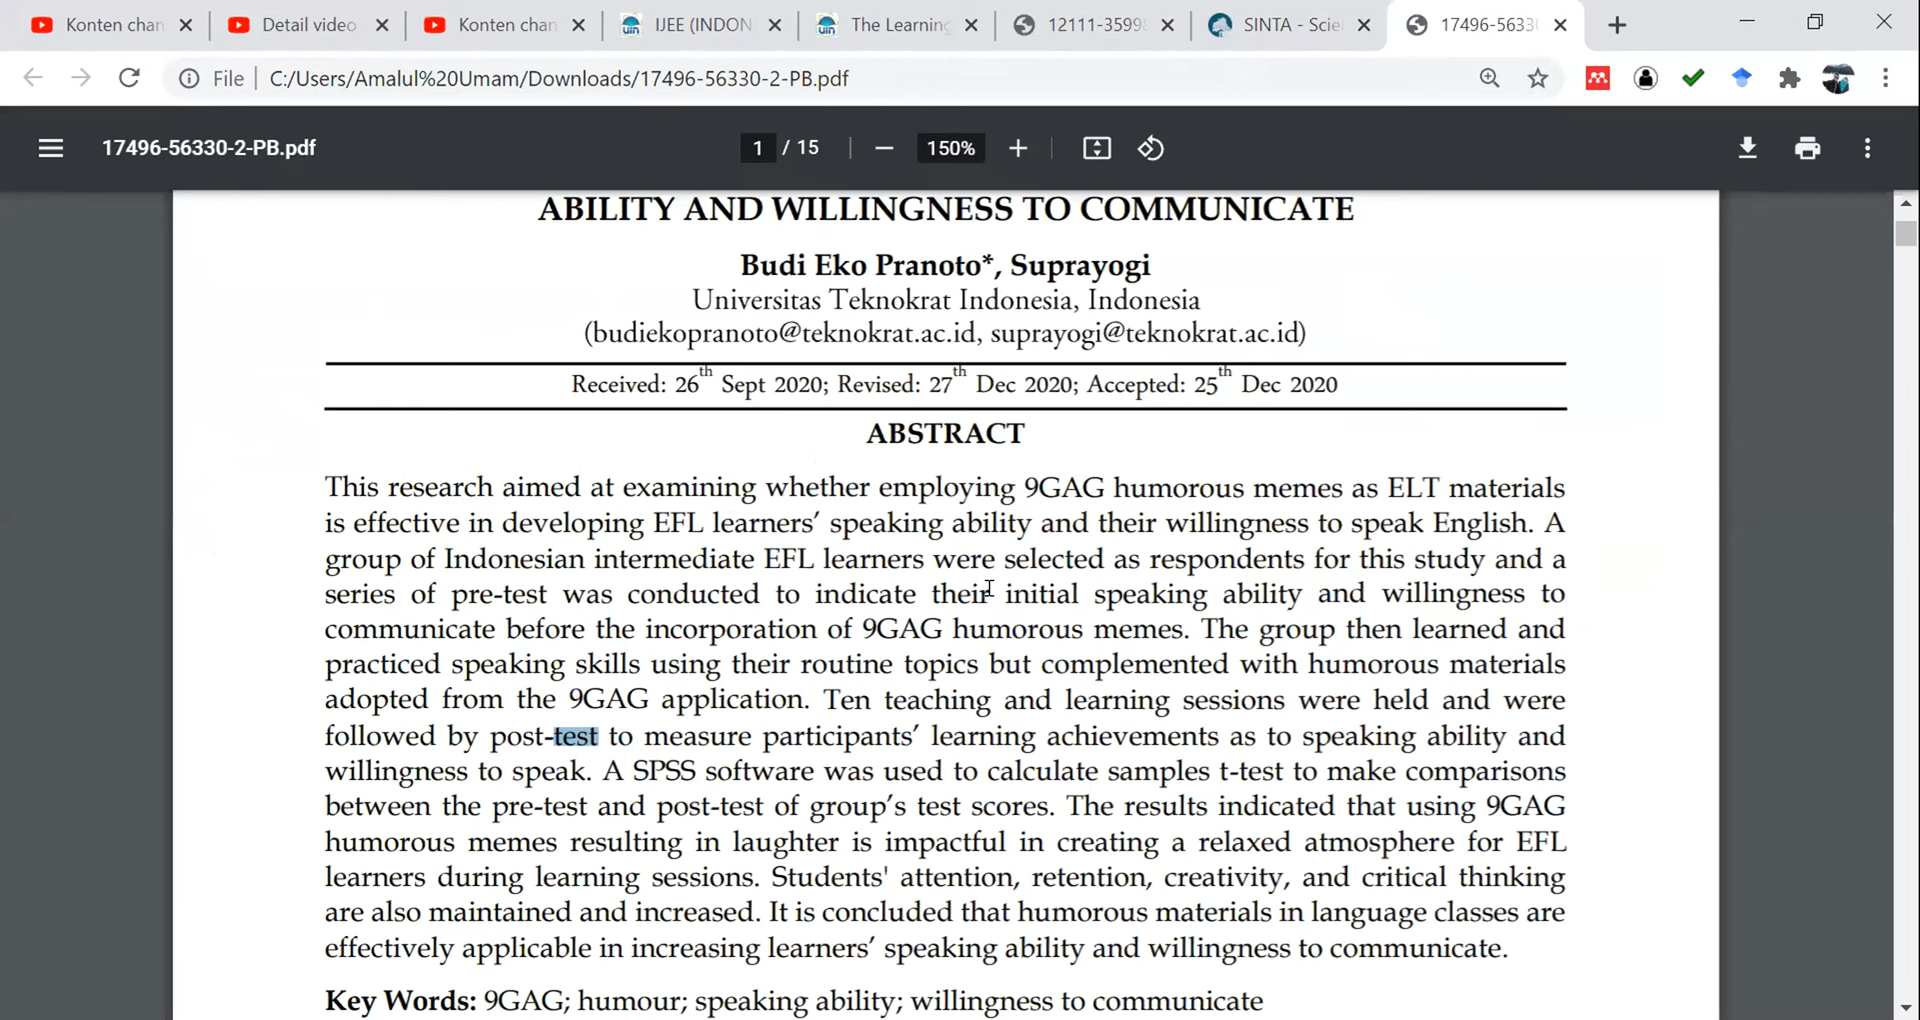 Konten chan
Detail video
Konten chan
IJEE (INDON
The Learning
12111-3599
SINTA - Scie
17496-5633
File
C:/Users/Amalul%20Umam/Downloads/17496-56330-2-PB.pdf
17496-56330-2-PB.pdf
1 / 15
150%
ABILITY AND WILLINGNESS TO COMMUNICATE
Budi Eko Pranoto*, Suprayogi
Universitas Teknokrat Indonesia, Indonesia
(budiekopranoto@teknokrat.ac.id, suprayogi@teknokrat.ac.id)
Received: 26th Sept 2020; Revised: 27th Dec 2020; Accepted: 25th Dec 2020
ABSTRACT
This research aimed at examining whether employing 9GAG humorous memes as ELT materials
is effective in developing EFL learners’ speaking ability and their willingness to speak English. A
group of Indonesian intermediate EFL learners were selected as respondents for this study and a
series of pre-test was conducted to indicate their initial speaking ability and willingness to
communicate before the incorporation of 9GAG humorous memes. The group then learned and
practiced speaking skills using their routine topics but complemented with humorous materials
adopted from the 9GAG application. Ten teaching and learning sessions were held and were
followed by post-test to measure participants’ learning achievements as to speaking ability and
willingness to speak. A SPSS software was used to calculate samples t-test to make comparisons
between the pre-test and post-test of group’s test scores. The results indicated that using 9GAG
humorous memes resulting in laughter is impactful in creating a relaxed atmosphere for EFL
learners during learning sessions. Students' attention, retention, creativity, and critical thinking
are also maintained and increased. It is concluded that humorous materials in language classes are
effectively applicable in increasing learners’ speaking ability and willingness to communicate.
Key Words: 9GAG; humour; speaking ability; willingness to communicate